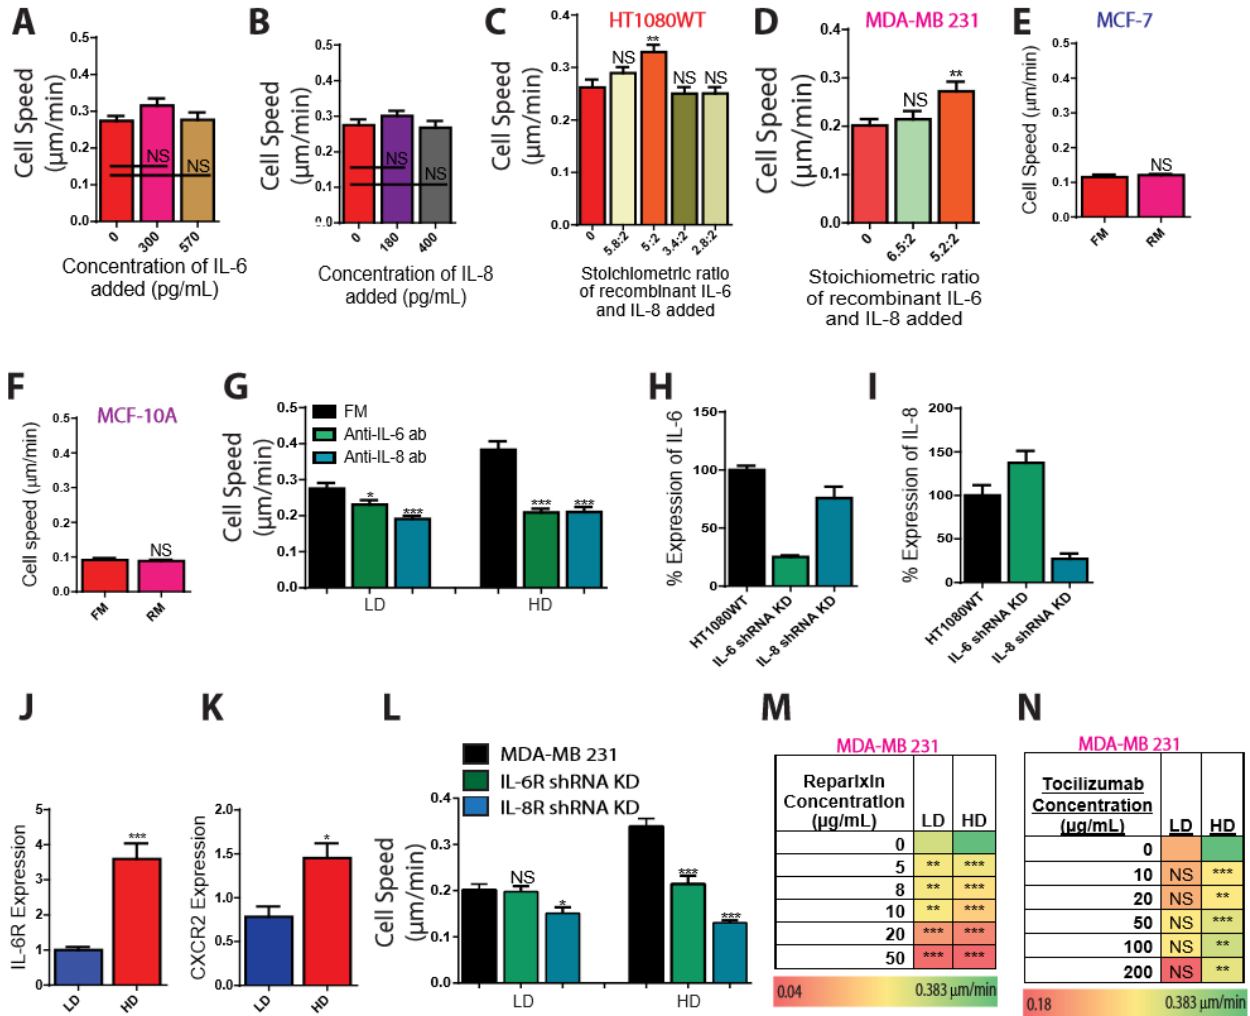 A
Cell Speed
(µm/min)
0.5
0.4
0.3
0.2
0.1
0.0
NS
NS
0
300
570
Concentration of IL-6
added (pg/mL)
B
Cell Speed
(µm/min)
0.5
0.4
0.3
0.2
0.1
0.0
NS
NS
0
180
400
Concentration of IL-8
added (pg/mL)
C
HT1080WT
Cell Speed
(µm/min)
0.4
0.3
0.2
0.1
0.0
NS
**
NS
NS
0
5.8:2
5:2
3.4:2
2.8:2
Stoichiometric ratio
of recombinant IL-6
and IL-8 added
D
MDA-MB 231
Cell Speed
(µm/min)
0.4
0.3
0.2
0.1
0.0
NS
**
0
6.5:2
5.2:2
Stoichiometric ratio
of recombinant IL-6
and IL-8 added
E
MCF-7
Cell Speed (µm/min)
0.5
0.4
0.3
0.2
0.1
0.0
NS
FM
RM
F
MCF-10A
Cell speed (µm/min)
0.5
0.4
0.3
0.2
0.1
0.0
NS
FM
RM
G
Cell Speed
(µm/min)
0.5
0.4
0.3
0.2
0.1
0.0
FM
Anti-IL-6 ab
Anti-IL-8 ab
*
***
***
***
LD
HD
H
% Expression of IL-6
150
100
50
0
HT1080WT
IL-6 shRNA KD
IL-8 shRNA KD
I
% Expression of IL-8
200
150
100
50
0
HT1080WT
IL-6 shRNA KD
IL-8 shRNA KD
J
IL-6R Expression
5
4
3
2
1
0
***
LD
HD
K
CXCR2 Expression
2.0
1.5
1.0
0.5
0.0
*
LD
HD
L
MDA-MB 231
IL-6R shRNA KD
IL-8R shRNA KD
Cell Speed
(µm/min)
0.4
0.3
0.2
0.1
0.0
NS
*
***
***
LD
HD
M
MDA-MB 231
Reparixin
Concentration
(µg/mL) LD HD
0
5 ** ***
8 ** ***
10 ** ***
20 *** ***
50 *** ***
0.04 0.383 µm/min
N
MDA-MB 231
Tocilizumab
Concentration
(µg/mL) LD HD
0
10 NS ***
20 NS **
50 NS ***
100 NS **
200 NS **
0.18 0.383 µm/min